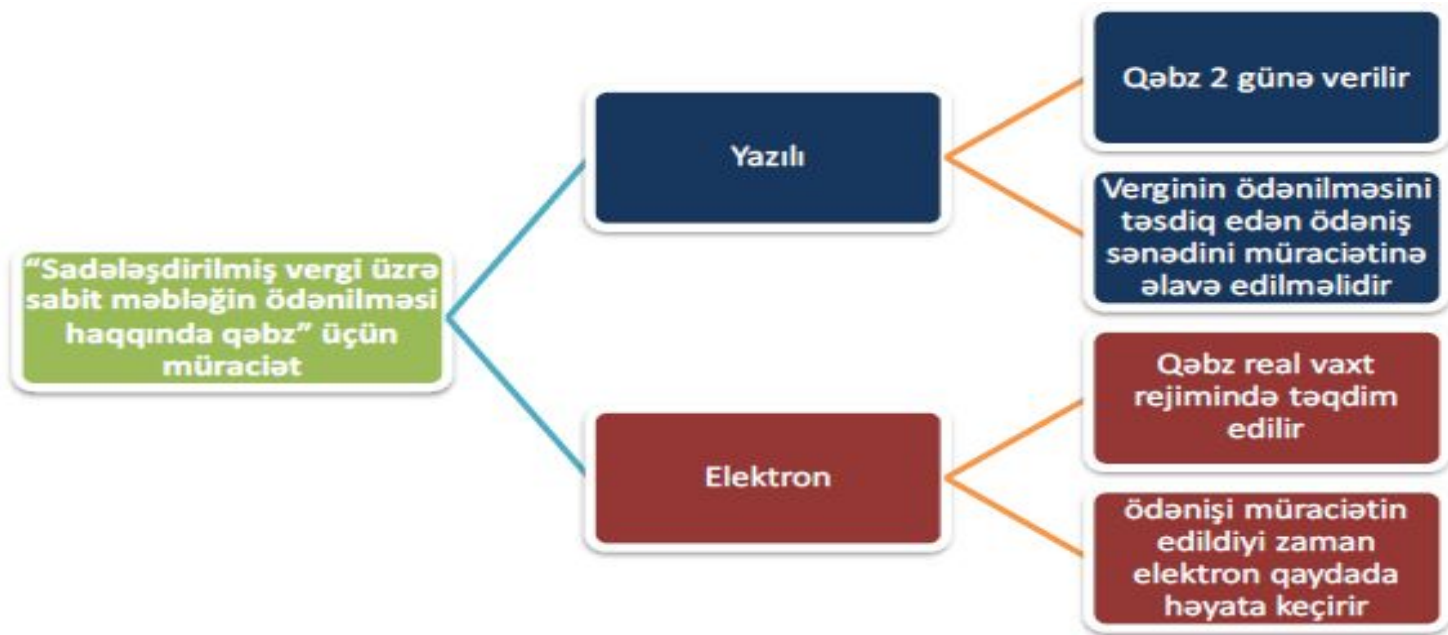 “Sadələşdirilmiş vergi üzrə
sabit məbləğin ödənilməsi
haqqında qəbz” üçün
müraciət
Yazılı
Qəbz 2 günə verilir
Verginin ödənilməsini
təsdiq edən ödəniş
sənədini müraciətinə
əlavə edilməlidir
Elektron
Qəbz real vaxt
rejimində təqdim
edilir
ödənişi müraciətin
edildiyi zaman
elektron qaydada
həyata keçirir